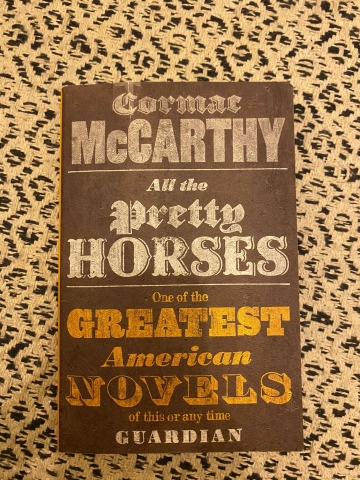 Cormac
McCARTHY
All the
Pretty
HORSES
One of the
GREATEST
American
NOVELS
of this or any time
GUARDIAN